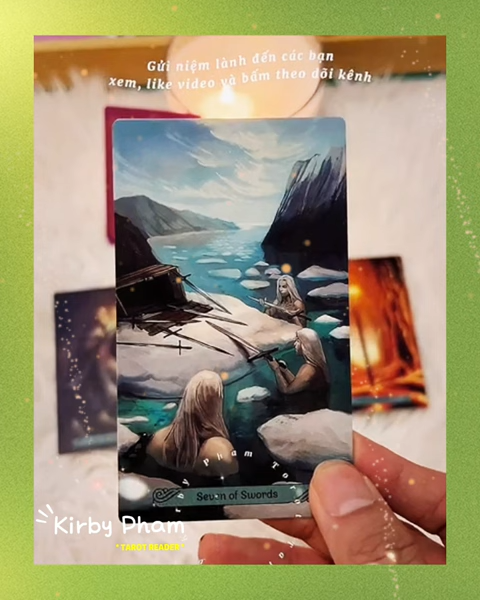 Gửi niệm lành đến các bạn
xem, like video và bấm theo dõi kênh
Seven of Swords
Kirby Pham
"TAROT READER"